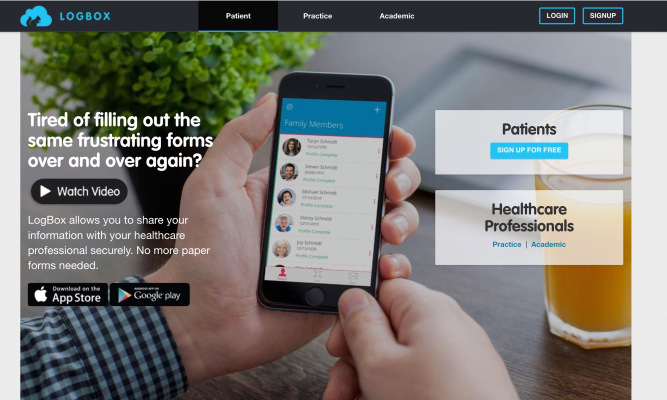 LOGBOX
Patient
Practice
Academic
LOGIN
SIGNUP
Tired of filling out the
same frustrating forms
over and over again?
Watch Video
LogBox allows you to share your
information with your healthcare
professional securely. No more paper
forms needed.
Download on the
App Store
ANDROID APP ON
Google play
Family Members
Taryn Schmidt
Profile Complete
Steven Schmidt
Profile Complete
Michael Schmidt
Profile Complete
Stacey Schmidt
Profile Complete
Joy Schmidt
Patients
SIGN UP FOR FREE
Healthcare
Professionals
Practice | Academic